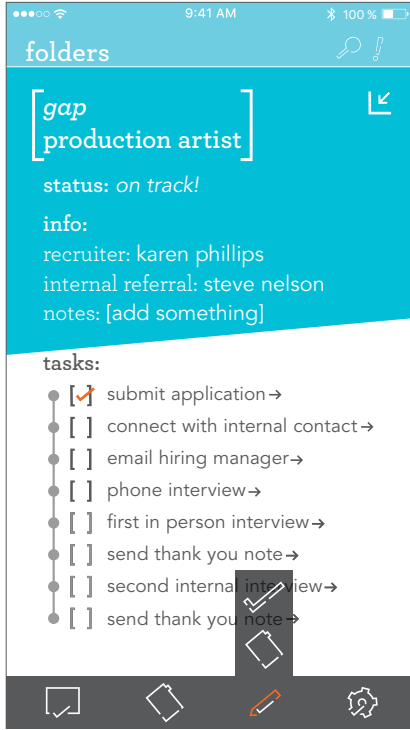 9:41 AM
100 %
folders
gap
production artist
status: on track!
info:
recruiter: karen phillips
internal referral: steve nelson
notes: [add something]
tasks:
[ ] submit application→
[ ] connect with internal contact→
[ ] email hiring manager→
[ ] phone interview→
[ ] first in person interview→
[ ] send thank you note→
[ ] second internal interview→
[ ] send thank you note→